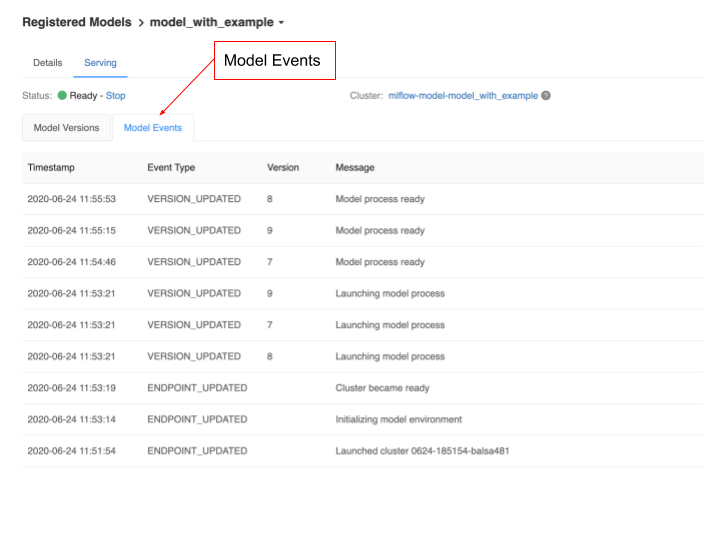 Registered Models > model_with_example
Model Events
Details Serving
Status: Ready - Stop Cluster: mlflow-model-model_with_example ?
Model Versions Model Events
Timestamp Event Type Version Message
2020-06-24 11:55:53 VERSION_UPDATED 8 Model process ready
2020-06-24 11:55:15 VERSION_UPDATED 9 Model process ready
2020-06-24 11:54:46 VERSION_UPDATED 7 Model process ready
2020-06-24 11:53:21 VERSION_UPDATED 9 Launching model process
2020-06-24 11:53:21 VERSION_UPDATED 7 Launching model process
2020-06-24 11:53:21 VERSION_UPDATED 8 Launching model process
2020-06-24 11:53:19 ENDPOINT_UPDATED Cluster became ready
2020-06-24 11:53:14 ENDPOINT_UPDATED Initializing model environment
2020-06-24 11:51:54 ENDPOINT_UPDATED Launched cluster 0624-185154-balsa481